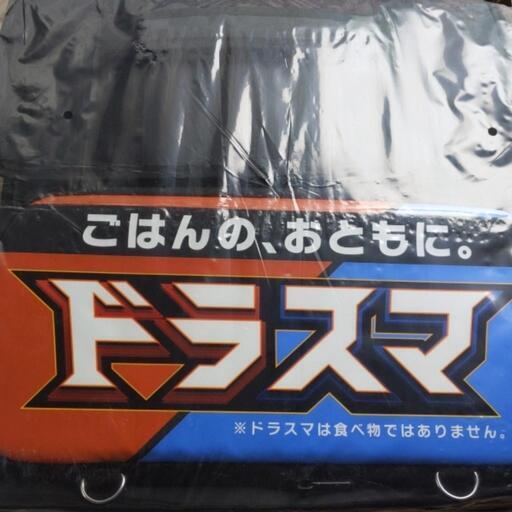 ごはんの、おともに。
ドラスマ
※ドラスマは食べ物ではありません。